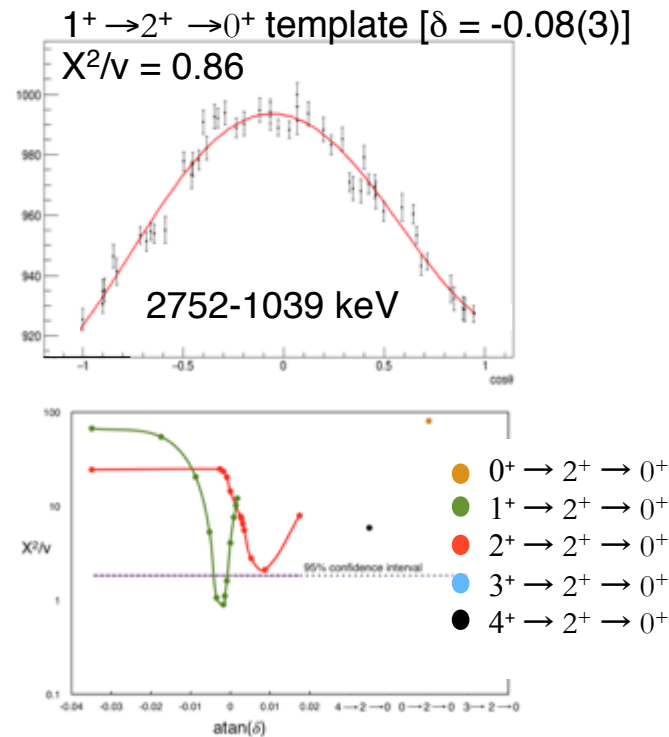 1⁺ →2⁺ →0⁺ template [δ = -0.08(3)]
X²/v = 0.86
1000
980
960
940
920
2752-1039 keV
-1 -0.5 0 0.5 1
cosθ
100
10
1
0.1
X²/v
95% confidence interval
0⁺ → 2⁺ → 0⁺
1⁺ → 2⁺ → 0⁺
2⁺ → 2⁺ → 0⁺
3⁺ → 2⁺ → 0⁺
4⁺ → 2⁺ → 0⁺
-0.04 -0.03 -0.02 -0.01 0 0.01 0.02 4→2→0 0→2→0 3→2→0
atan(δ)